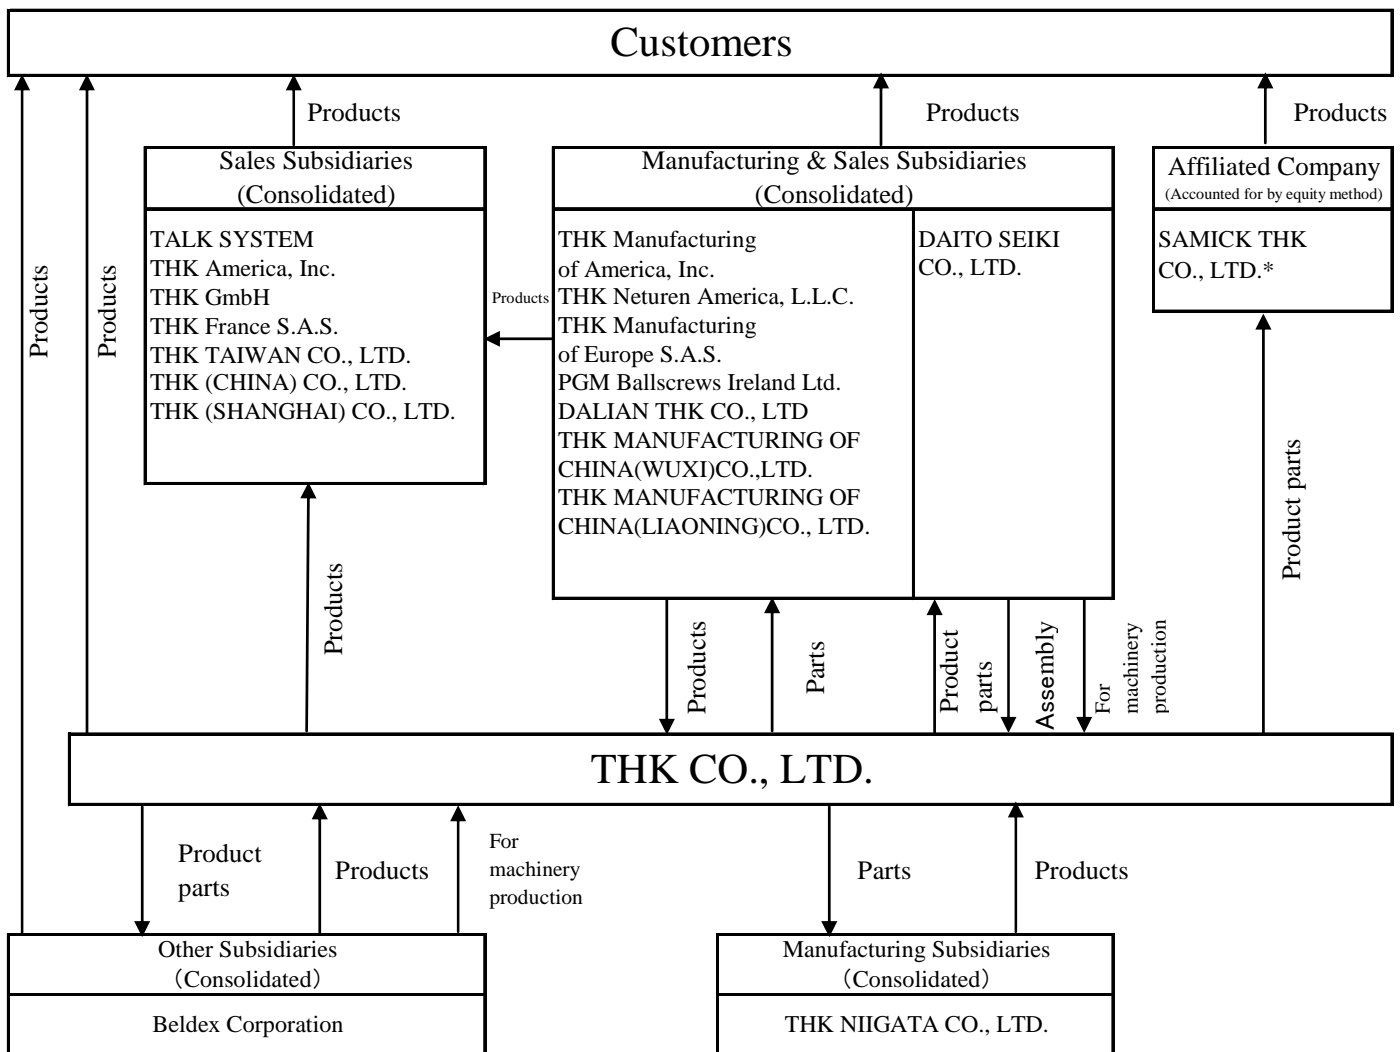 Customers
Products
Products
Products
Sales Subsidiaries
(Consolidated)
TALK SYSTEM
THK America, Inc.
THK GmbH
THK France S.A.S.
THK TAIWAN CO., LTD.
THK (CHINA) CO., LTD.
THK (SHANGHAI) CO., LTD.
Manufacturing & Sales Subsidiaries
(Consolidated)
THK Manufacturing
of America, Inc.
THK Neturen America, L.L.C.
THK Manufacturing
of Europe S.A.S.
PGM Ballscrews Ireland Ltd.
DALIAN THK CO., LTD
THK MANUFACTURING OF
CHINA(WUXI)CO.,LTD.
THK MANUFACTURING OF
CHINA(LIAONING)CO., LTD.
DAITO SEIKI
CO., LTD.
Affiliated Company
(Accounted for by equity method)
SAMICK THK
CO., LTD.*
Products
Products
Products
Products
Products
Parts
Product
parts
Assembly
For
machinery
production
Product parts
THK CO., LTD.
Product
parts
Products
For
machinery
production
Parts
Products
Other Subsidiaries
（Consolidated）
Beldex Corporation
Manufacturing Subsidiaries
（Consolidated）
THK NIIGATA CO., LTD.